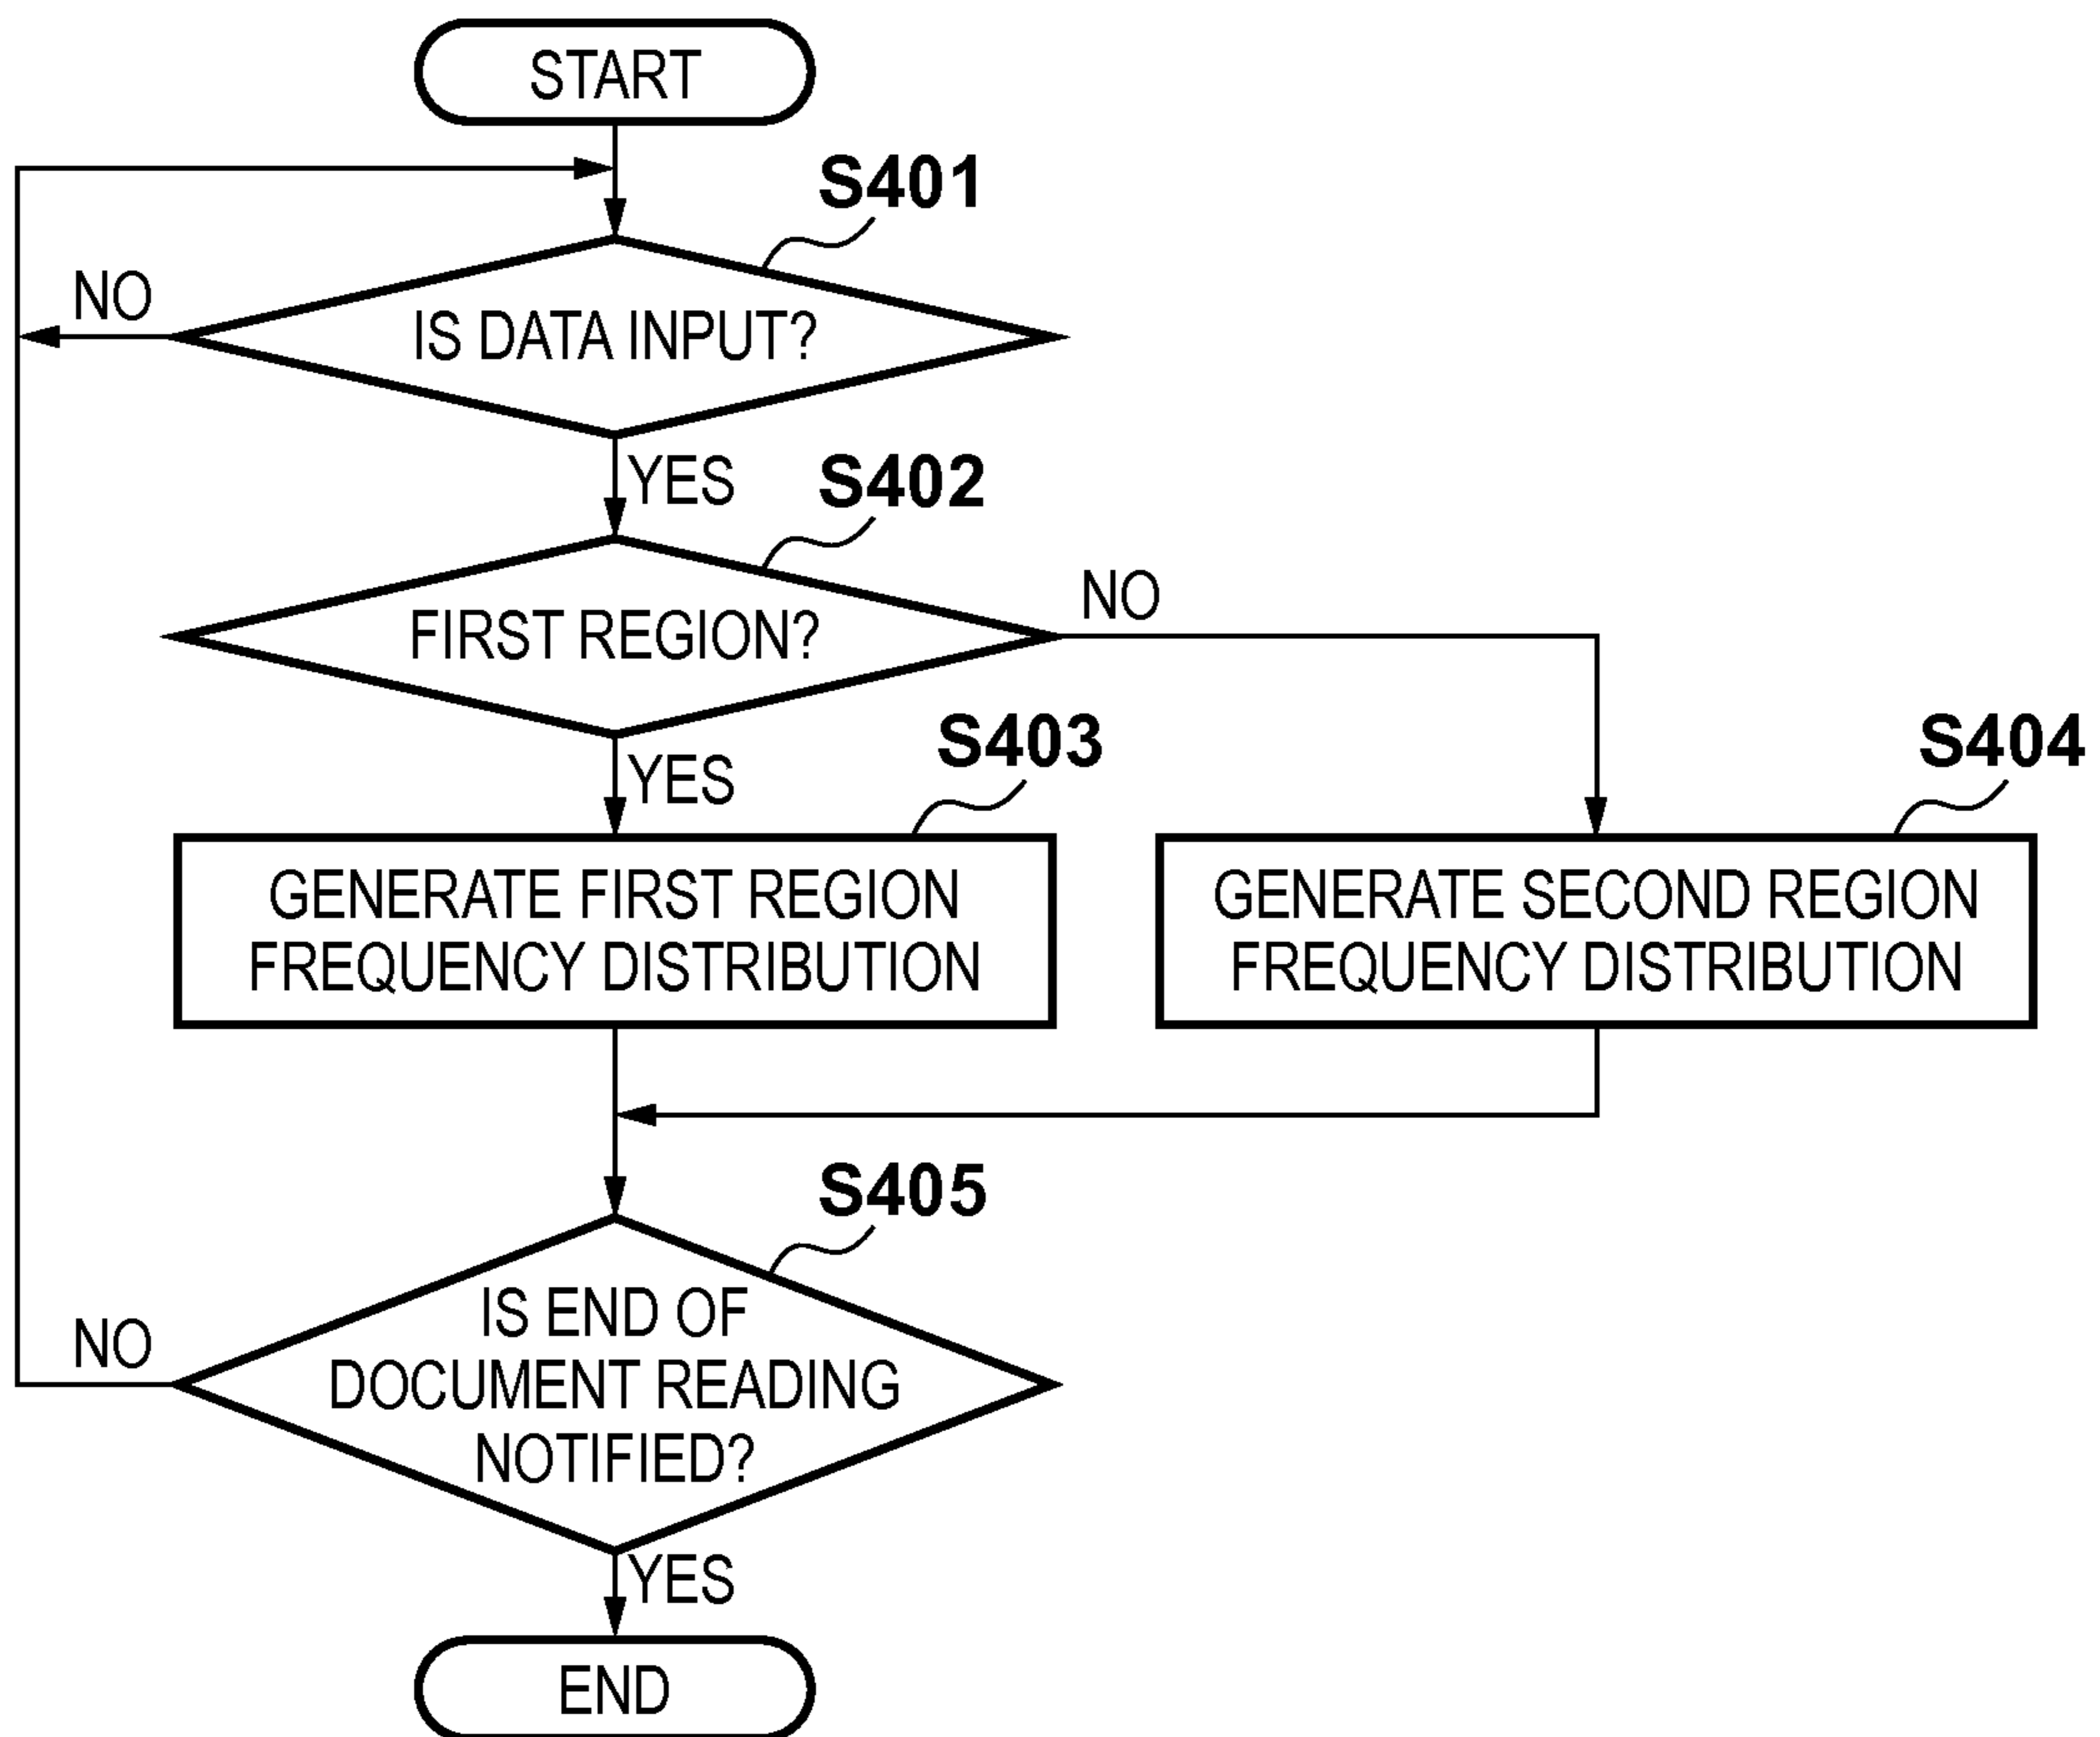 START
S401
NO
IS DATA INPUT?
YES
S402
NO
FIRST REGION?
YES
S403
S404
GENERATE FIRST REGION
FREQUENCY DISTRIBUTION
GENERATE SECOND REGION
FREQUENCY DISTRIBUTION
S405
NO
IS END OF
DOCUMENT READING
NOTIFIED?
YES
END